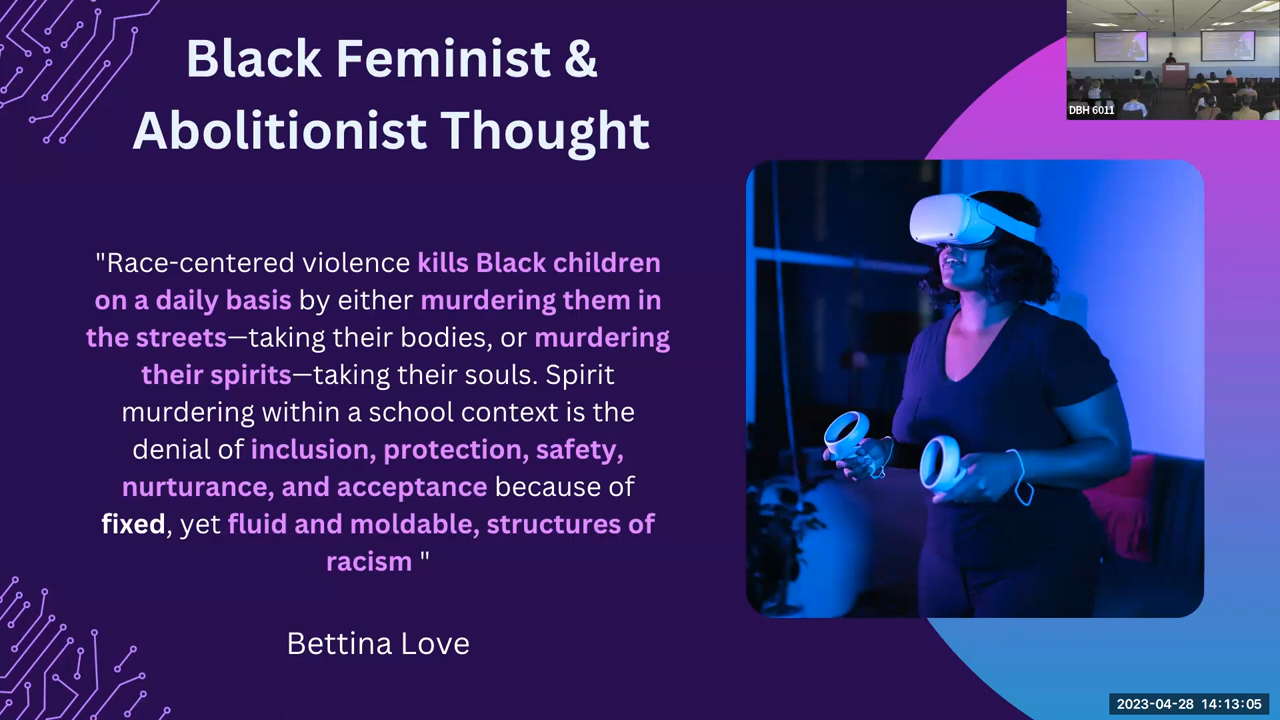 Black Feminist &
Abolitionist Thought
"Race-centered violence kills Black children
on a daily basis by either murdering them in
the streets—taking their bodies, or murdering
their spirits—taking their souls. Spirit
murdering within a school context is the
denial of inclusion, protection, safety,
nurturance, and acceptance because of
fixed, yet fluid and moldable, structures of
racism "
Bettina Love
DBH 6011
2023-04-28 14:13:05